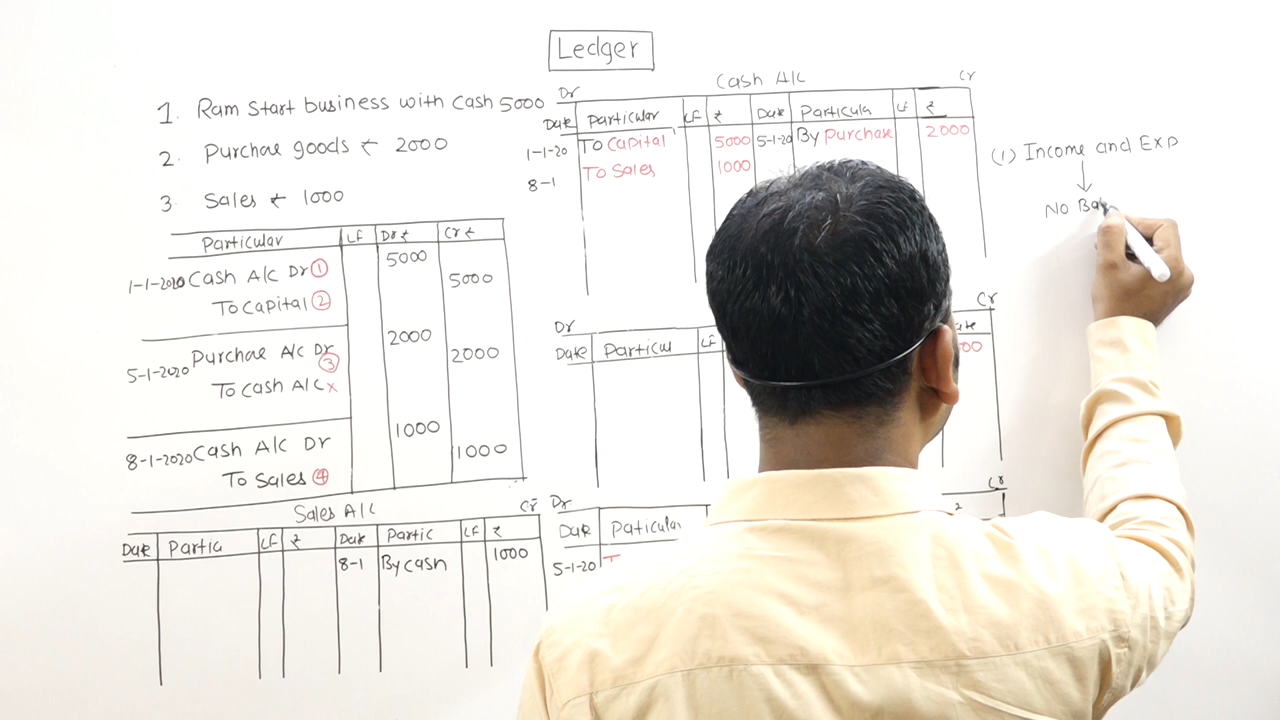 Ledger
1. Ram Start business with Cash 5000
2. Purchae goods ₹ 2000
3. Sales ₹ 1000
Particular LF Dr ₹ Cr ₹
1-1-2020 Cash A/C Dr ① 5000
To Capital ② 5000
5-1-2020 Purchae A/C Dr ③ 2000
To Cash A/C x 2000
8-1-2020 Cash A/C Dr 1000
To Sales ④ 1000
Sales A/C Cr
Date Partic LF ₹ Date Partic LF ₹
8-1 By cash 1000
Dr Cash A/C Cr
Date Particular LF ₹ Date Particula LF ₹
1-1-20 To Capital 5000 5-1-20 By Purchase 2000
8-1 To Sales 1000
Dr Cr
Date Particul LF
Dr Cr
Date Paticular
5-1-20 T
(1) Income and Exp
No Ba